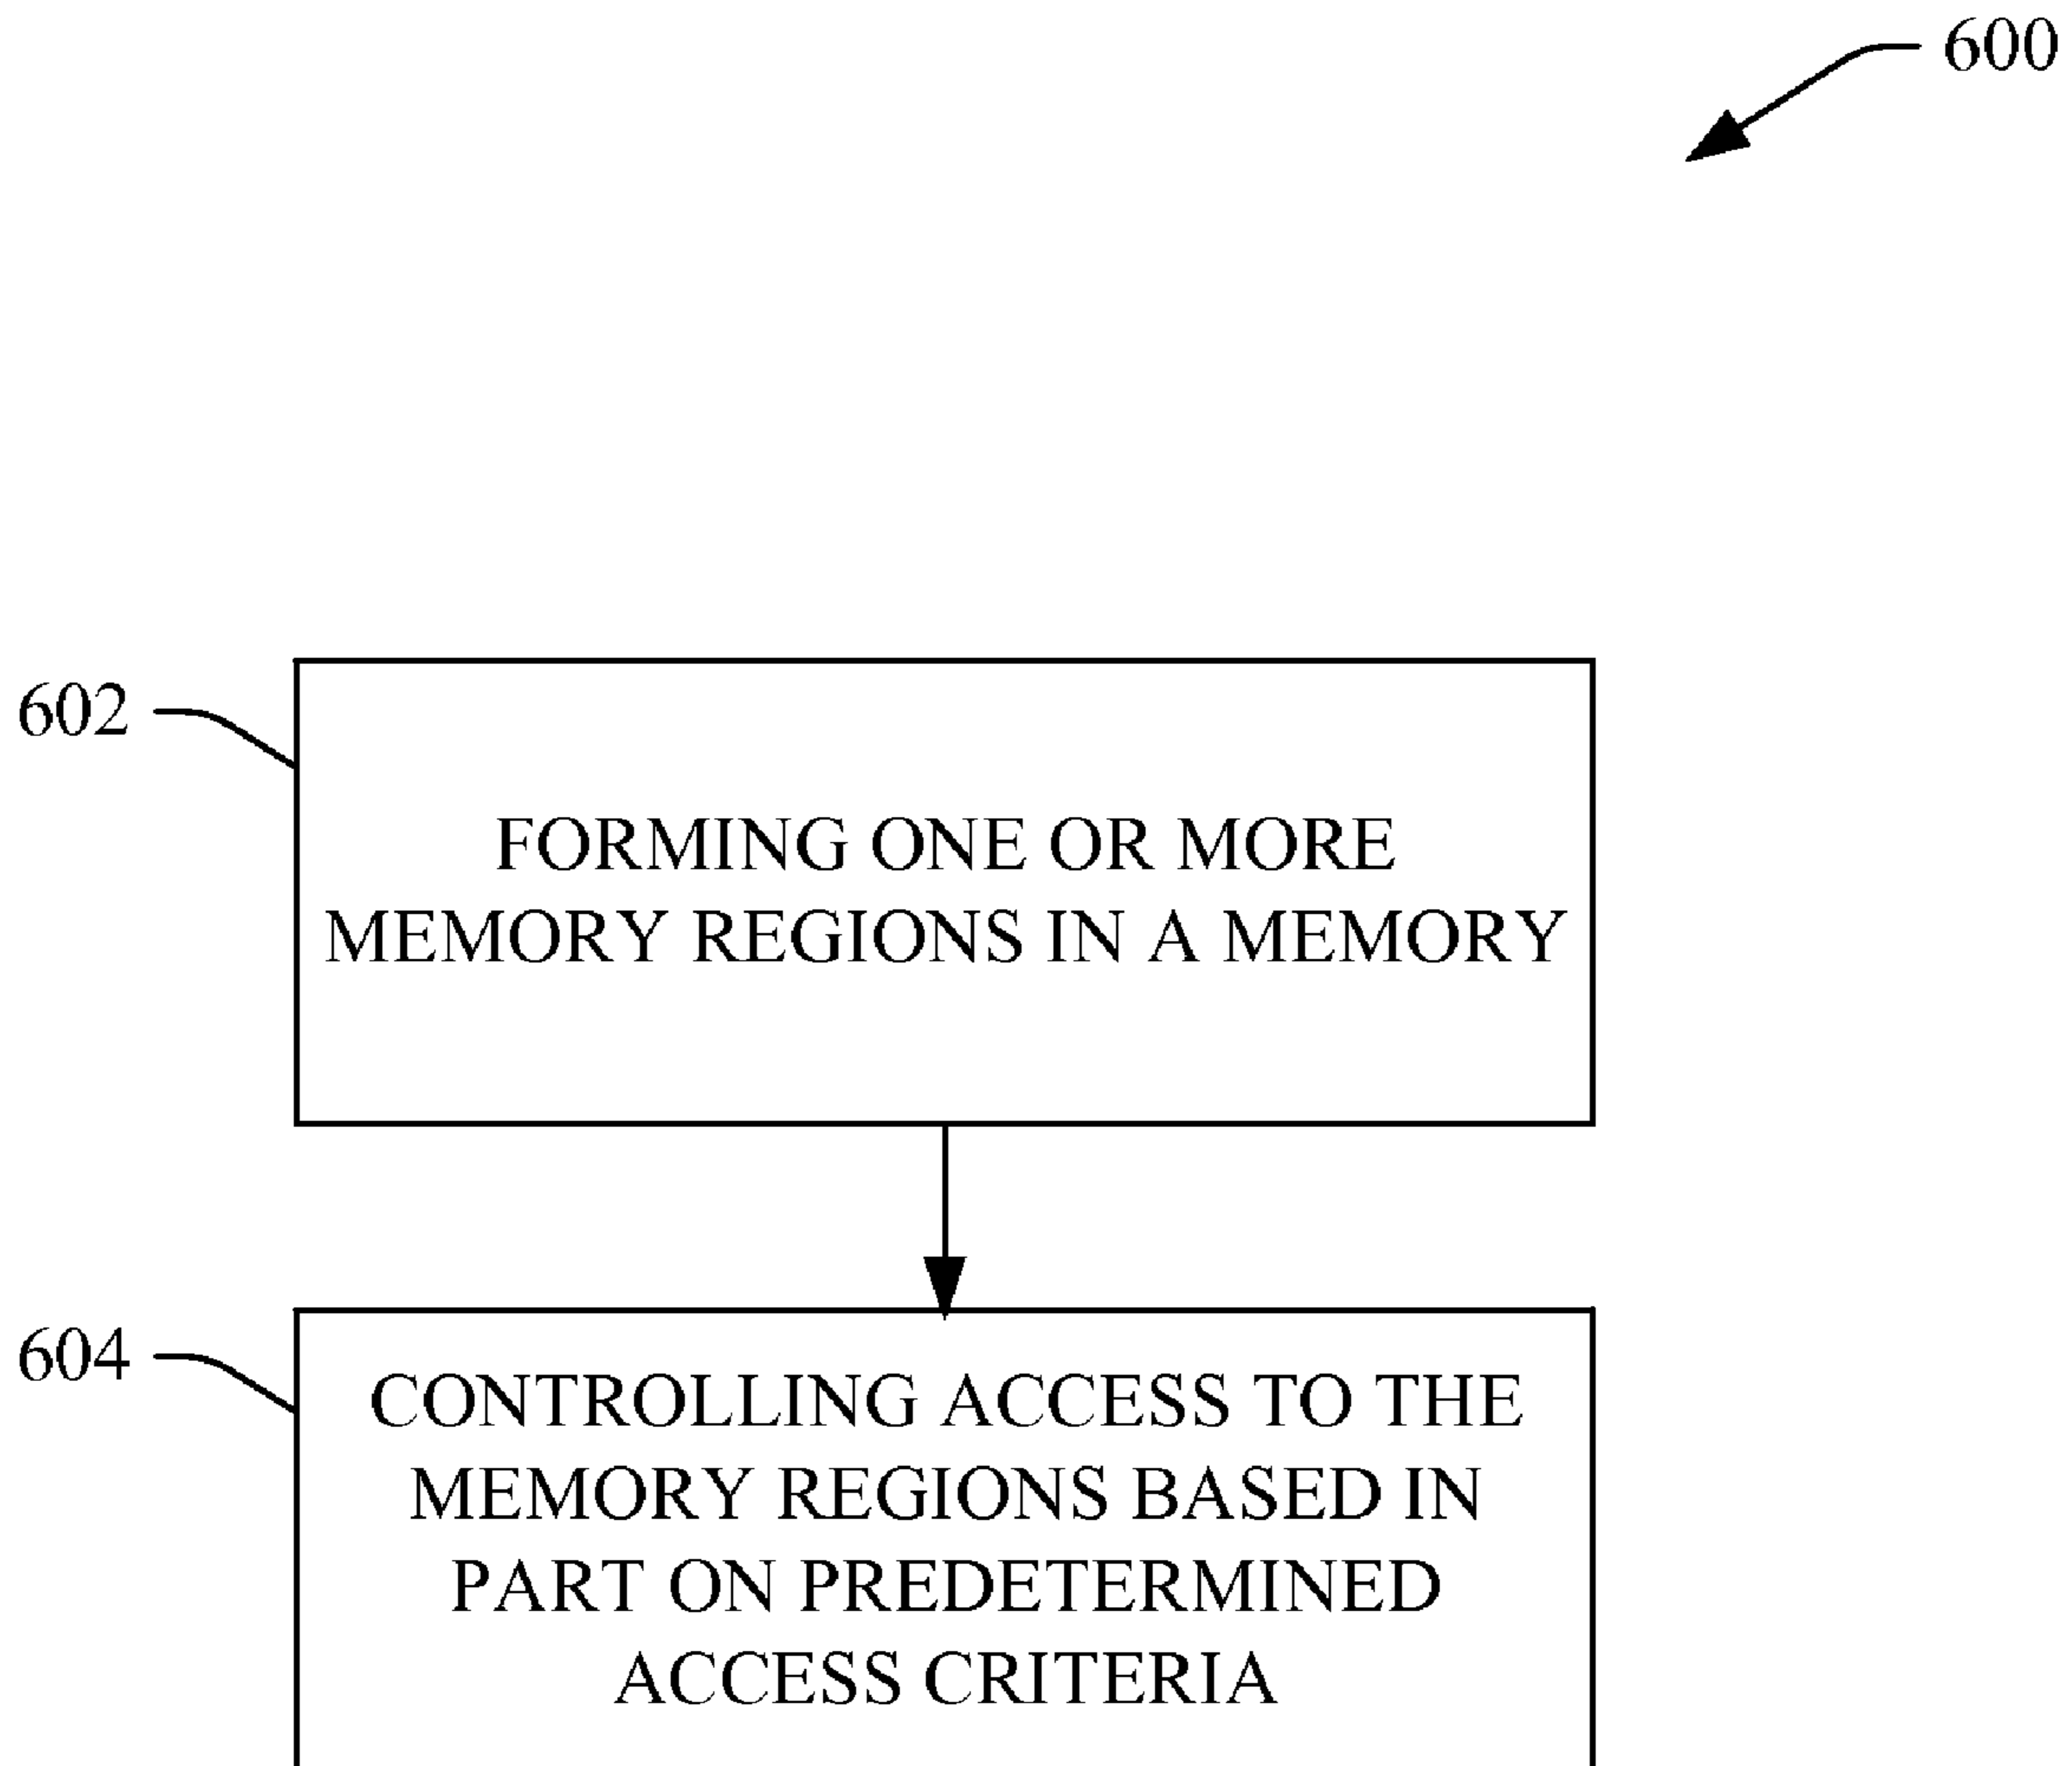 600
602
FORMING ONE OR MORE
MEMORY REGIONS IN A MEMORY
604
CONTROLLING ACCESS TO THE
MEMORY REGIONS BASED IN
PART ON PREDETERMINED
ACCESS CRITERIA